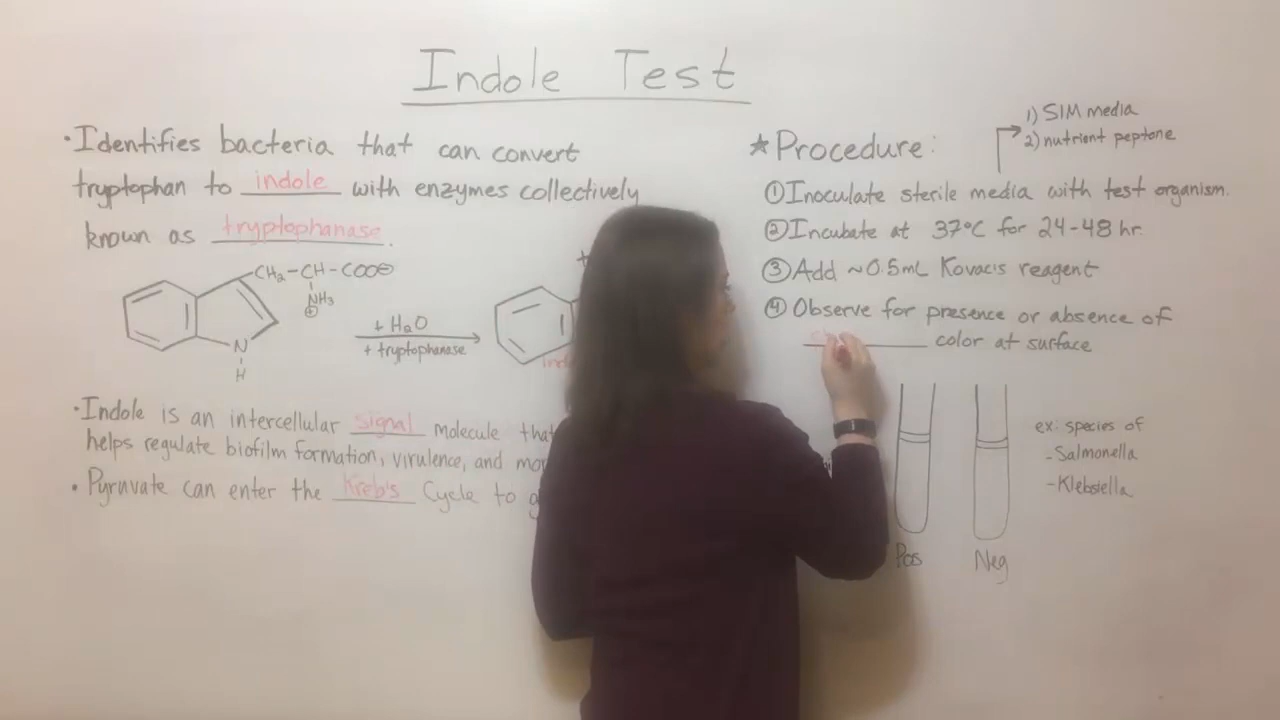 Indole Test
·Identifies bacteria that can convert
tryptophan to indole with enzymes collectively
known as tryptophanase.
CH2-CH-COO⊖
NH3
⊕
N
H
+ H2O
+ tryptophanase
·Indole is an intercellular signal molecule that
helps regulate biofilm formation, virulence, and
· Pyruvate can enter the Kreb's Cycle to
1) SIM media
2) nutrient peptone
★Procedure:
①Inoculate sterile media with test organism.
②Incubate at 37°C for 24-48 hr.
③Add ~0.5mL Kovacis reagent
④Observe for presence or absence of
color at surface
ex: species of
-Salmonella
-Klebsiella
Pos
Neg